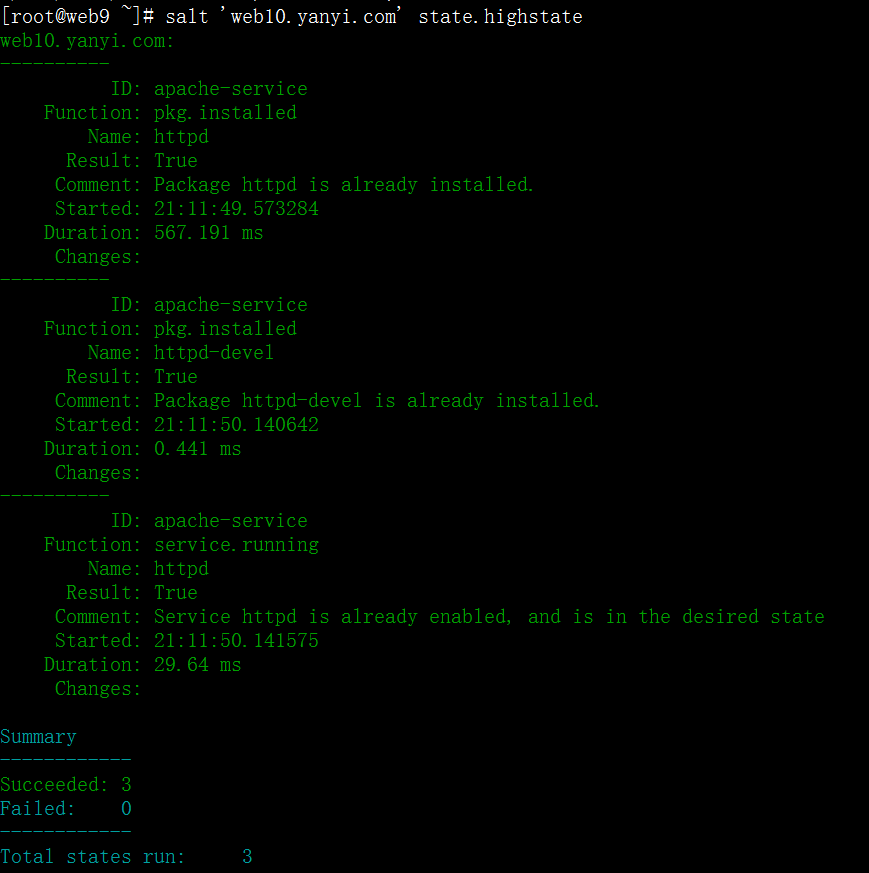 [root@web9 ~]# salt 'web10.yanyi.com' state.highstate
web10.yanyi.com:
----------
          ID: apache-service
    Function: pkg.installed
        Name: httpd
      Result: True
     Comment: Package httpd is already installed.
     Started: 21:11:49.573284
    Duration: 567.191 ms
     Changes:
----------
          ID: apache-service
    Function: pkg.installed
        Name: httpd-devel
      Result: True
     Comment: Package httpd-devel is already installed.
     Started: 21:11:50.140642
    Duration: 0.441 ms
     Changes:
----------
          ID: apache-service
    Function: service.running
        Name: httpd
      Result: True
     Comment: Service httpd is already enabled, and is in the desired state
     Started: 21:11:50.141575
    Duration: 29.64 ms
     Changes:

Summary
------------
Succeeded: 3
Failed:    0
------------
Total states run:     3